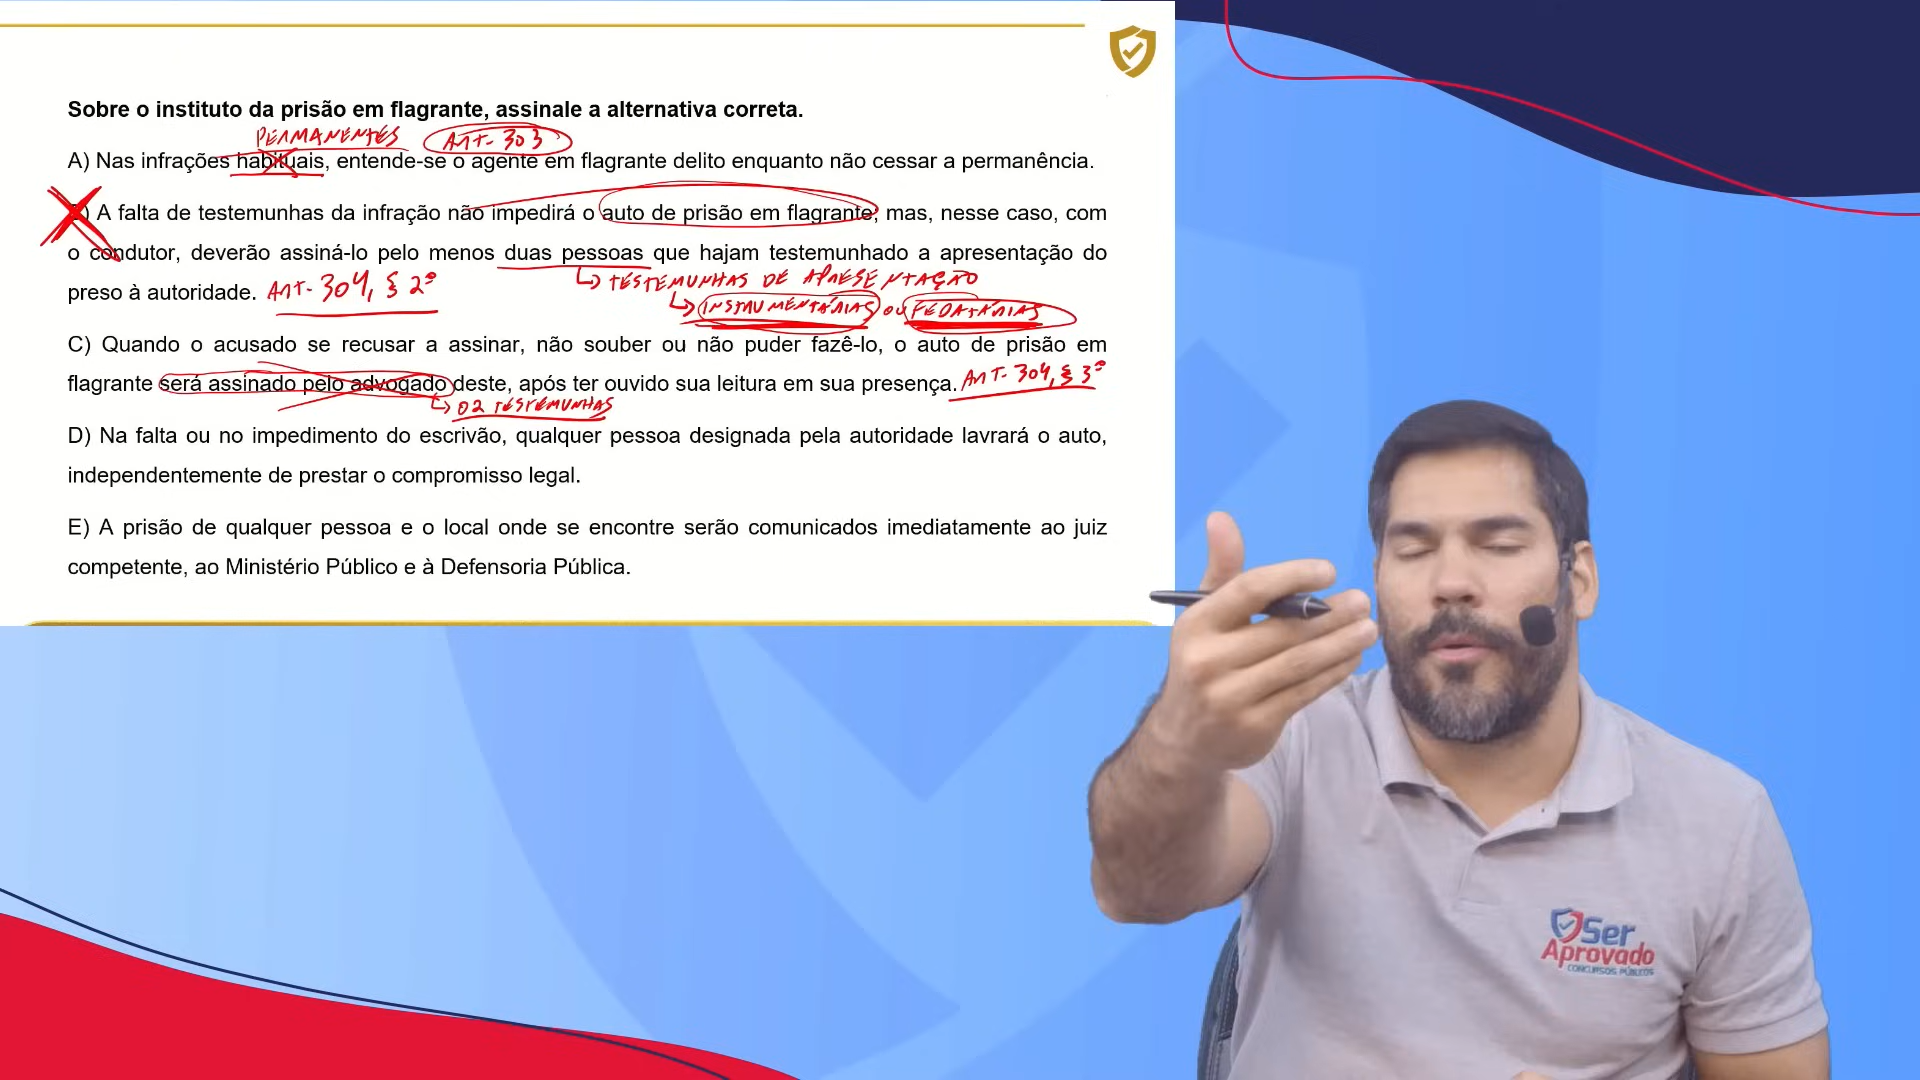 Sobre o instituto da prisão em flagrante, assinale a alternativa correta.
PERMANENTES ART. 303
A) Nas infrações habituais, entende-se o agente em flagrante delito enquanto não cessar a permanência.
B) A falta de testemunhas da infração não impedirá o auto de prisão em flagrante; mas, nesse caso, com
o condutor, deverão assiná-lo pelo menos duas pessoas que hajam testemunhado a apresentação do
preso à autoridade. ART. 304, § 2º
TESTEMUNHAS DE APRESENTAÇÃO
INSTRUMENTÁRIAS OU FEDATÁRIAS
C) Quando o acusado se recusar a assinar, não souber ou não puder fazê-lo, o auto de prisão em
flagrante será assinado pelo advogado deste, após ter ouvido sua leitura em sua presença. ART. 304, § 3º
02 TESTEMUNHAS
D) Na falta ou no impedimento do escrivão, qualquer pessoa designada pela autoridade lavrará o auto,
independentemente de prestar o compromisso legal.
E) A prisão de qualquer pessoa e o local onde se encontre serão comunicados imediatamente ao juiz
competente, ao Ministério Público e à Defensoria Pública.
Ser
Aprovado
CONCURSOS PÚBLICOS